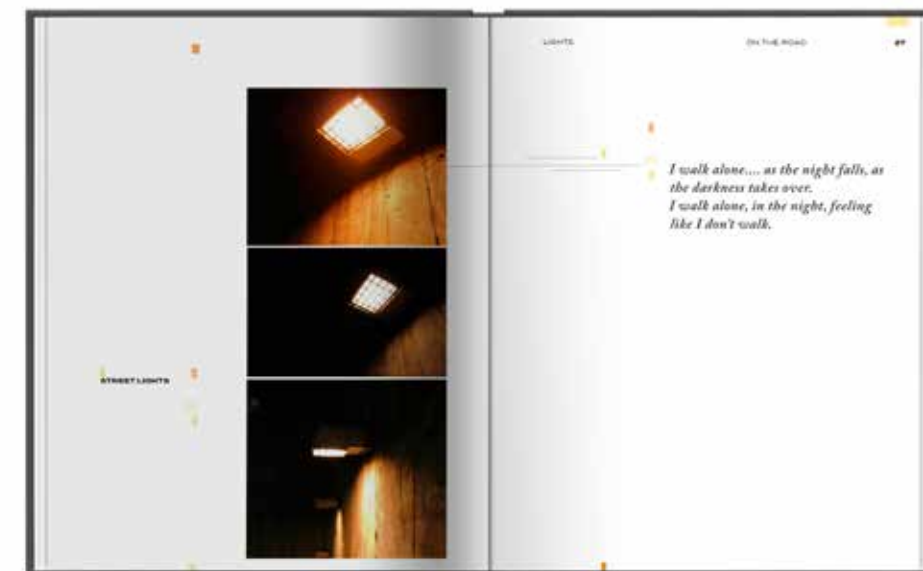 STREET LIGHTS
LIGHTS
ON THE ROAD
I walk alone.... as the night falls, as
the darkness takes over.
I walk alone, in the night, feeling
like I don't walk.